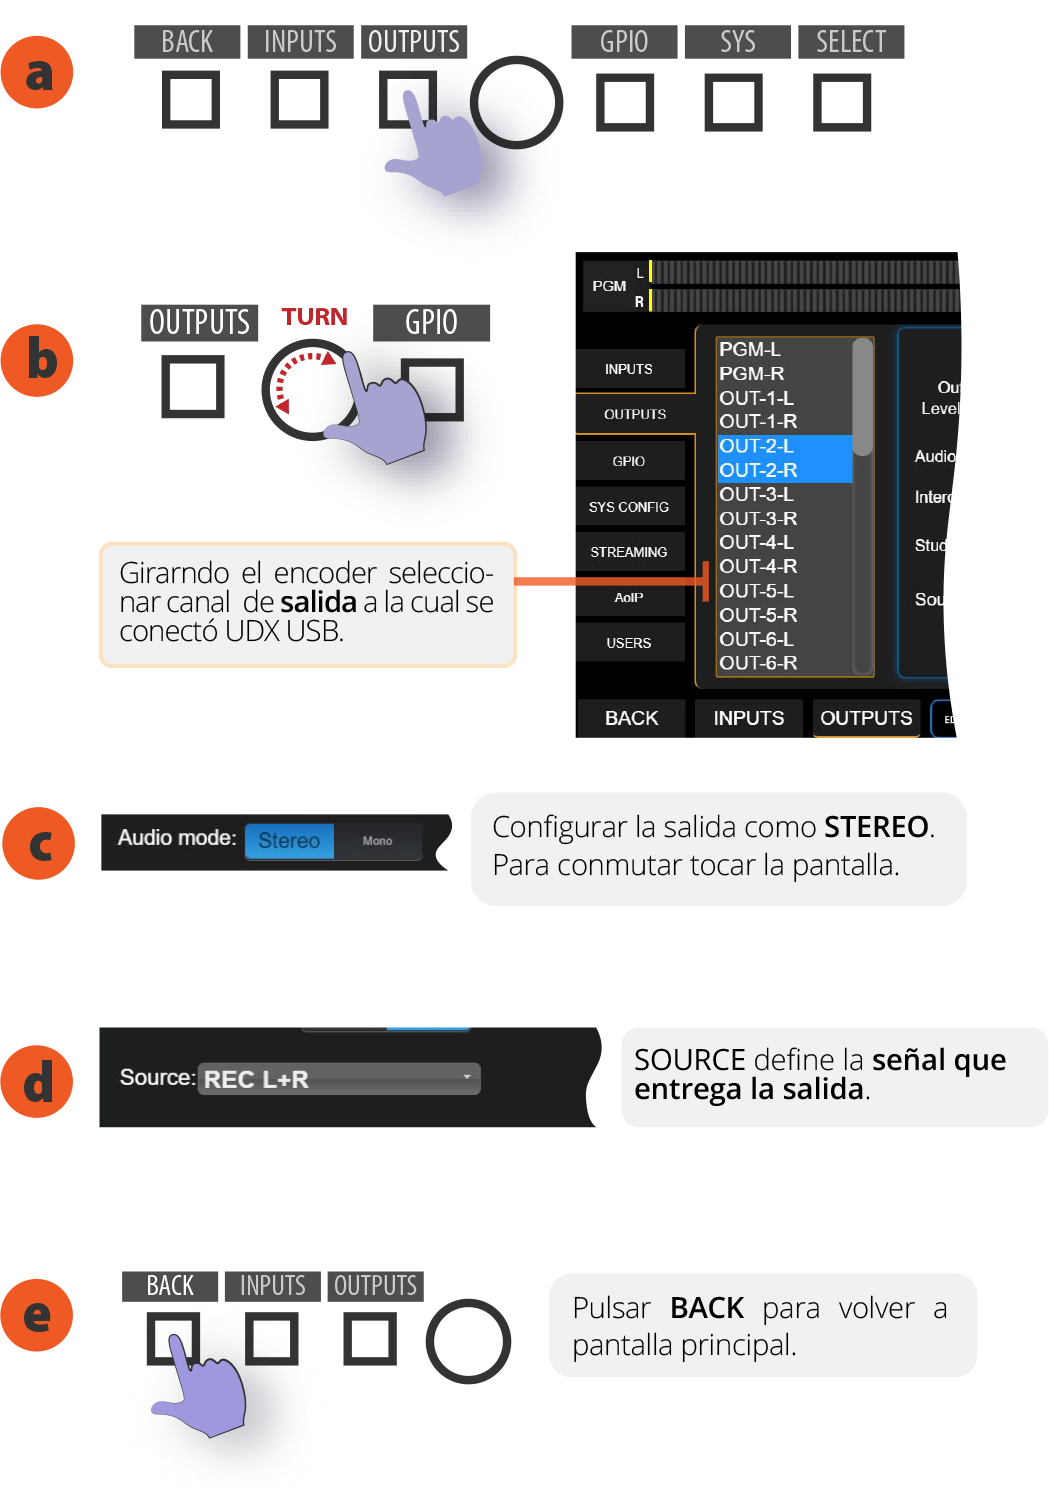 a
BACK INPUTS OUTPUTS GPIO SYS SELECT
b
OUTPUTS TURN GPIO
Girarndo el encoder seleccio-
nar canal de salida a la cual se
conectó UDX USB.
PGM L
R
INPUTS
OUTPUTS
GPIO
SYS CONFIG
STREAMING
AoIP
USERS
PGM-L
PGM-R
OUT-1-L
OUT-1-R
OUT-2-L
OUT-2-R
OUT-3-L
OUT-3-R
OUT-4-L
OUT-4-R
OUT-5-L
OUT-5-R
OUT-6-L
OUT-6-R
Ou
Level
Audio
Interc
Stud
Sou
BACK INPUTS OUTPUTS ED
c
Audio mode: Stereo Mono
Configurar la salida como STEREO.
Para conmutar tocar la pantalla.
d
Source: REC L+R
SOURCE define la señal que
entrega la salida.
e
BACK INPUTS OUTPUTS
Pulsar BACK para volver a
pantalla principal.